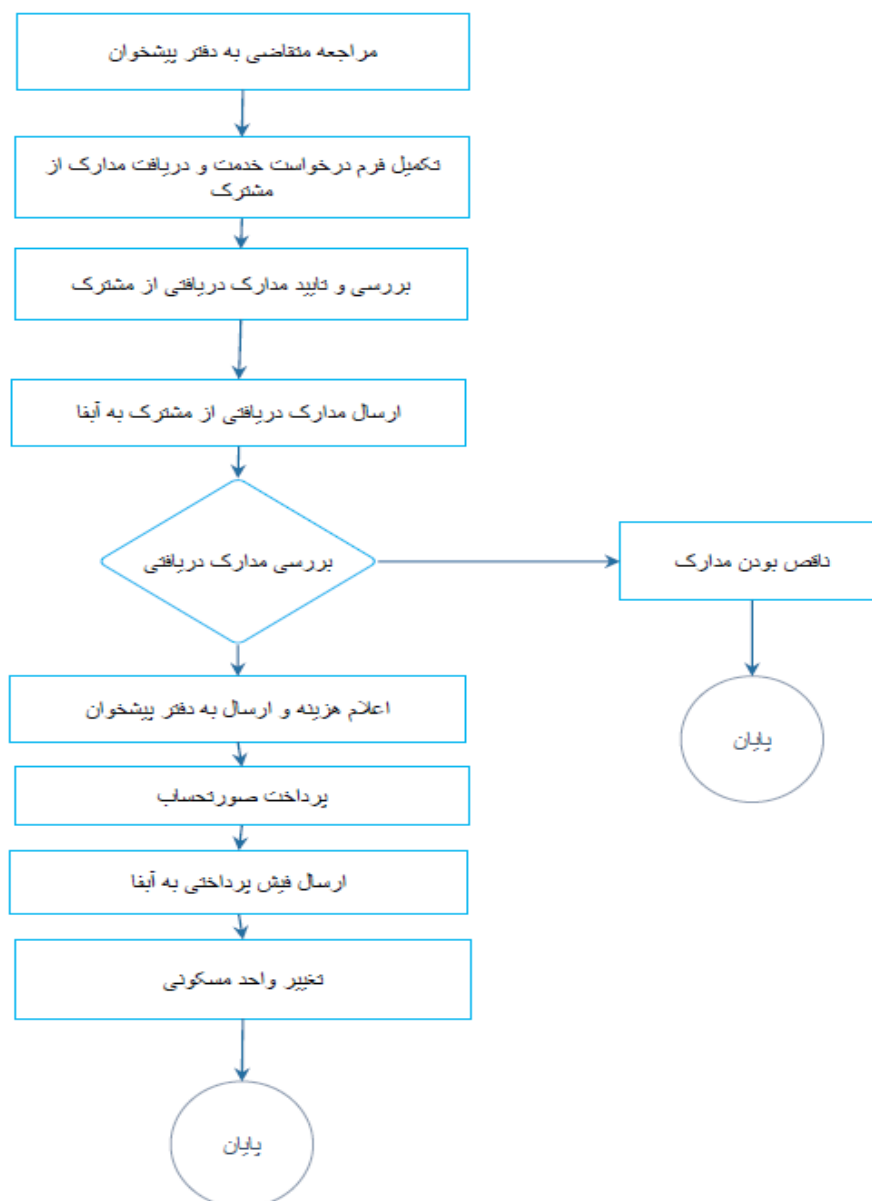 مراجعه متقاضی به دفتر پیشخوان
تکمیل فرم درخواست خدمت و دریافت مدارک از
مشترک
بررسی و تایید مدارک دریافتی از مشترک
ارسال مدارک دریافتی از مشترک به آبفا
بررسی مدارک دریافتی
ناقص بودن مدارک
اعلام هزینه و ارسال به دفتر پیشخوان
پایان
پرداخت صورتحساب
ارسال فیش پرداختی به آبفا
تغییر واحد مسکونی
پایان